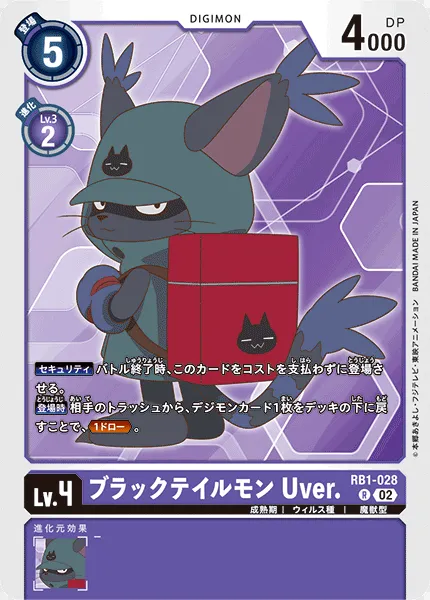 DIGIMON
登場
5
4000
DP
進化
Lv.3
2
BANDAI MADE IN JAPAN
©本郷あきよし・フジテレビ・東映アニメーション
セキュリティ バトル終了時、このカードをコストを支払わずに登場させる。
登場時 相手のトラッシュから、デジモンカード1枚をデッキの下に戻すことで、1ドロー。
Lv.4
ブラックテイルモン Uver.
RB1-028
R 02
成熟期 | ウィルス種 | 魔獣型
進化元効果